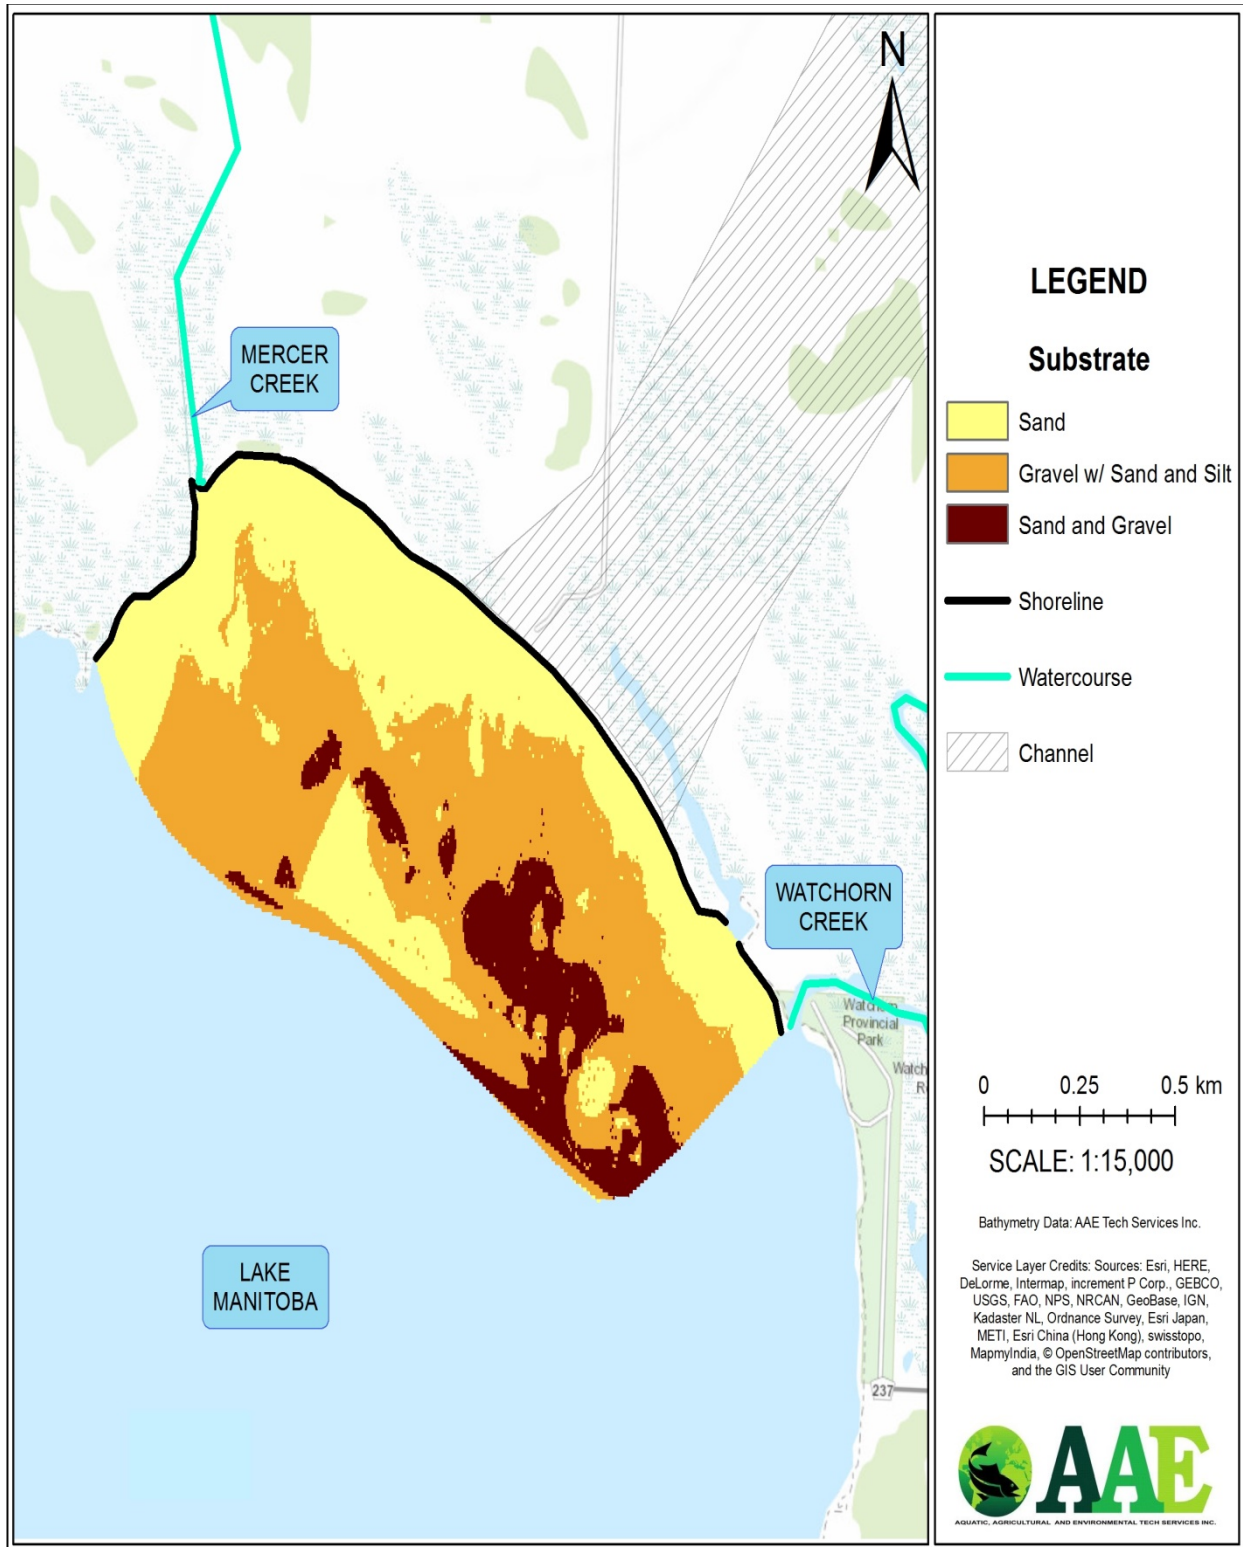 N
MERCER
CREEK
WATCHORN
CREEK
Provincial
Park
Watch
R
LAKE
MANITOBA
237
LEGEND
Substrate
Sand
Gravel w/ Sand and Silt
Sand and Gravel
Shoreline
Watercourse
Channel
0 0.25 0.5 km
SCALE: 1:15,000
Bathymetry Data: AAE Tech Services Inc.
Service Layer Credits: Sources: Esri, HERE,
DeLorme, Intermap, increment P Corp., GEBCO,
USGS, FAO, NPS, NRCAN, GeoBase, IGN,
Kadaster NL, Ordnance Survey, Esri Japan,
METI, Esri China (Hong Kong), swisstopo,
MapmyIndia, © OpenStreetMap contributors,
and the GIS User Community
AAE
AQUATIC, AGRICULTURAL AND ENVIRONMENTAL TECH SERVICES INC.